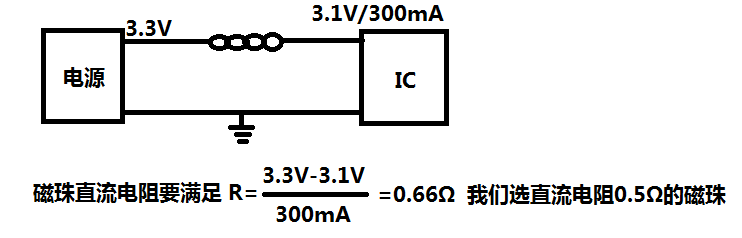 3.3V
3.1V/300mA
电源
IC
磁珠直流电阻要满足 R=3.3V-3.1V/300mA=0.66Ω 我们选直流电阻0.5Ω的磁珠